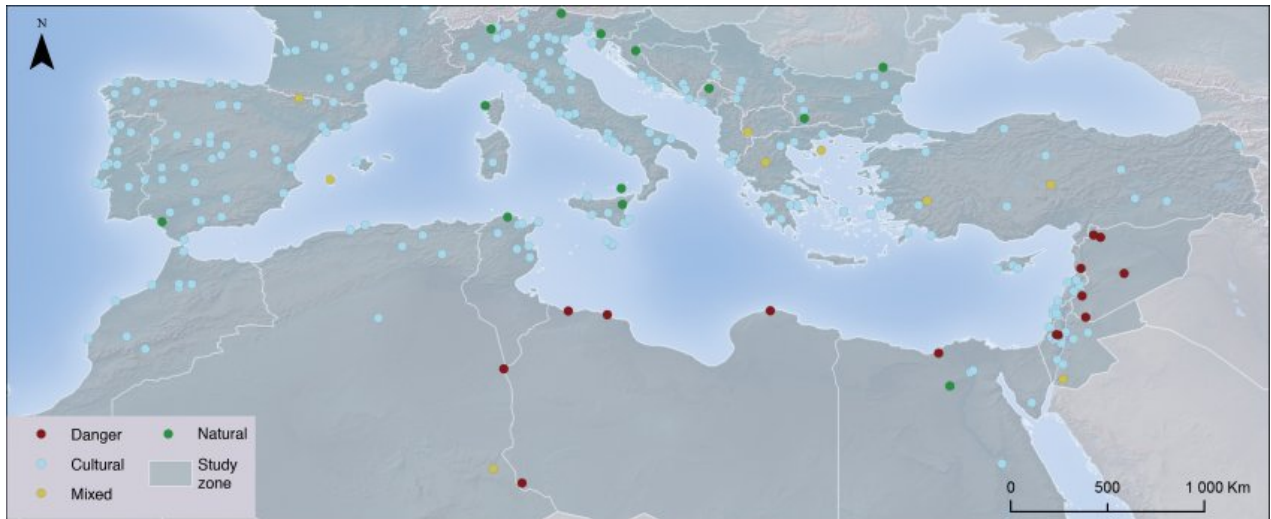 N
Danger
Natural
Cultural
Study
zone
Mixed
0 500 1 000 Km